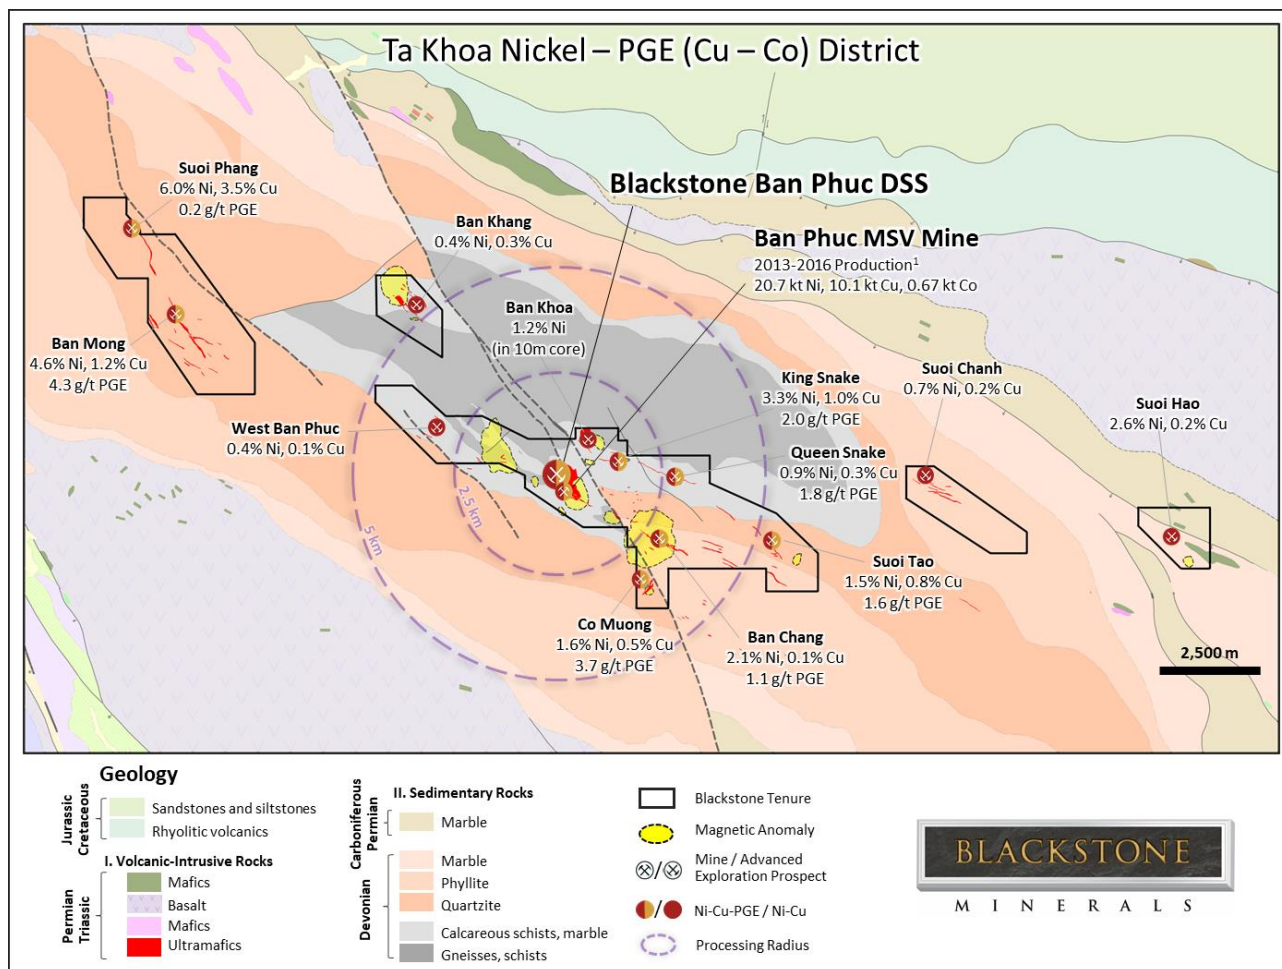 Ta Khoa Nickel – PGE (Cu – Co) District
Suoi Phang
6.0% Ni, 3.5% Cu
0.2 g/t PGE
Blackstone Ban Phuc DSS
Ban Khang
0.4% Ni, 0.3% Cu
Ban Phuc MSV Mine
2013-2016 Production¹
20.7 kt Ni, 10.1 kt Cu, 0.67 kt Co
Ban Khoa
1.2% Ni
(in 10m core)
Ban Mong
4.6% Ni, 1.2% Cu
4.3 g/t PGE
King Snake
3.3% Ni, 1.0% Cu
2.0 g/t PGE
Suoi Chanh
0.7% Ni, 0.2% Cu
Suoi Hao
2.6% Ni, 0.2% Cu
West Ban Phuc
0.4% Ni, 0.1% Cu
Queen Snake
0.9% Ni, 0.3% Cu
1.8 g/t PGE
2.5 km
5 km
Suoi Tao
1.5% Ni, 0.8% Cu
1.6 g/t PGE
Co Muong
1.6% Ni, 0.5% Cu
3.7 g/t PGE
Ban Chang
2.1% Ni, 0.1% Cu
1.1 g/t PGE
2,500 m
Geology
Jurassic
Cretaceous
Sandstones and siltstones
Rhyolitic volcanics
I. Volcanic-Intrusive Rocks
Permian
Triassic
Mafics
Basalt
Mafics
Ultramafics
II. Sedimentary Rocks
Carboniferous
Permian
Marble
Devonian
Marble
Phyllite
Quartzite
Calcareous schists, marble
Gneisses, schists
Blackstone Tenure
Magnetic Anomaly
Mine / Advanced
Exploration Prospect
Ni-Cu-PGE / Ni-Cu
Processing Radius
BLACKSTONE
MINERALS